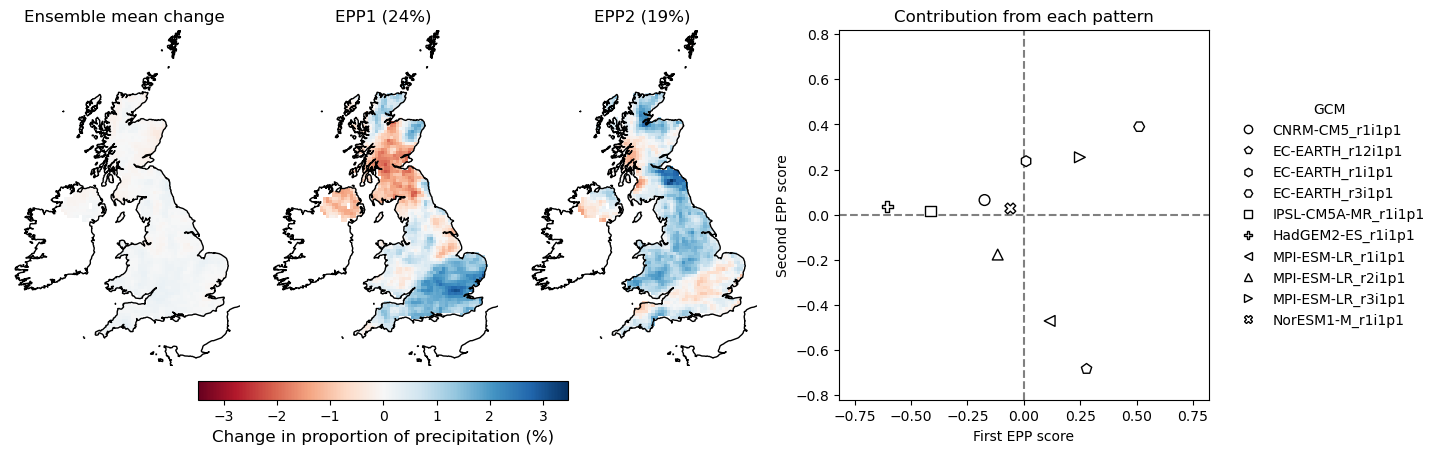 Ensemble mean change
EPP1 (24%)
EPP2 (19%)
Contribution from each pattern
−3 −2 −1 0 1 2 3
Change in proportion of precipitation (%)
Second EPP score
0.8
0.6
0.4
0.2
0.0
−0.2
−0.4
−0.6
−0.8
−0.75 −0.50 −0.25 0.00 0.25 0.50 0.75
First EPP score
GCM
CNRM-CM5_r1i1p1
EC-EARTH_r12i1p1
EC-EARTH_r1i1p1
EC-EARTH_r3i1p1
IPSL-CM5A-MR_r1i1p1
HadGEM2-ES_r1i1p1
MPI-ESM-LR_r1i1p1
MPI-ESM-LR_r2i1p1
MPI-ESM-LR_r3i1p1
NorESM1-M_r1i1p1